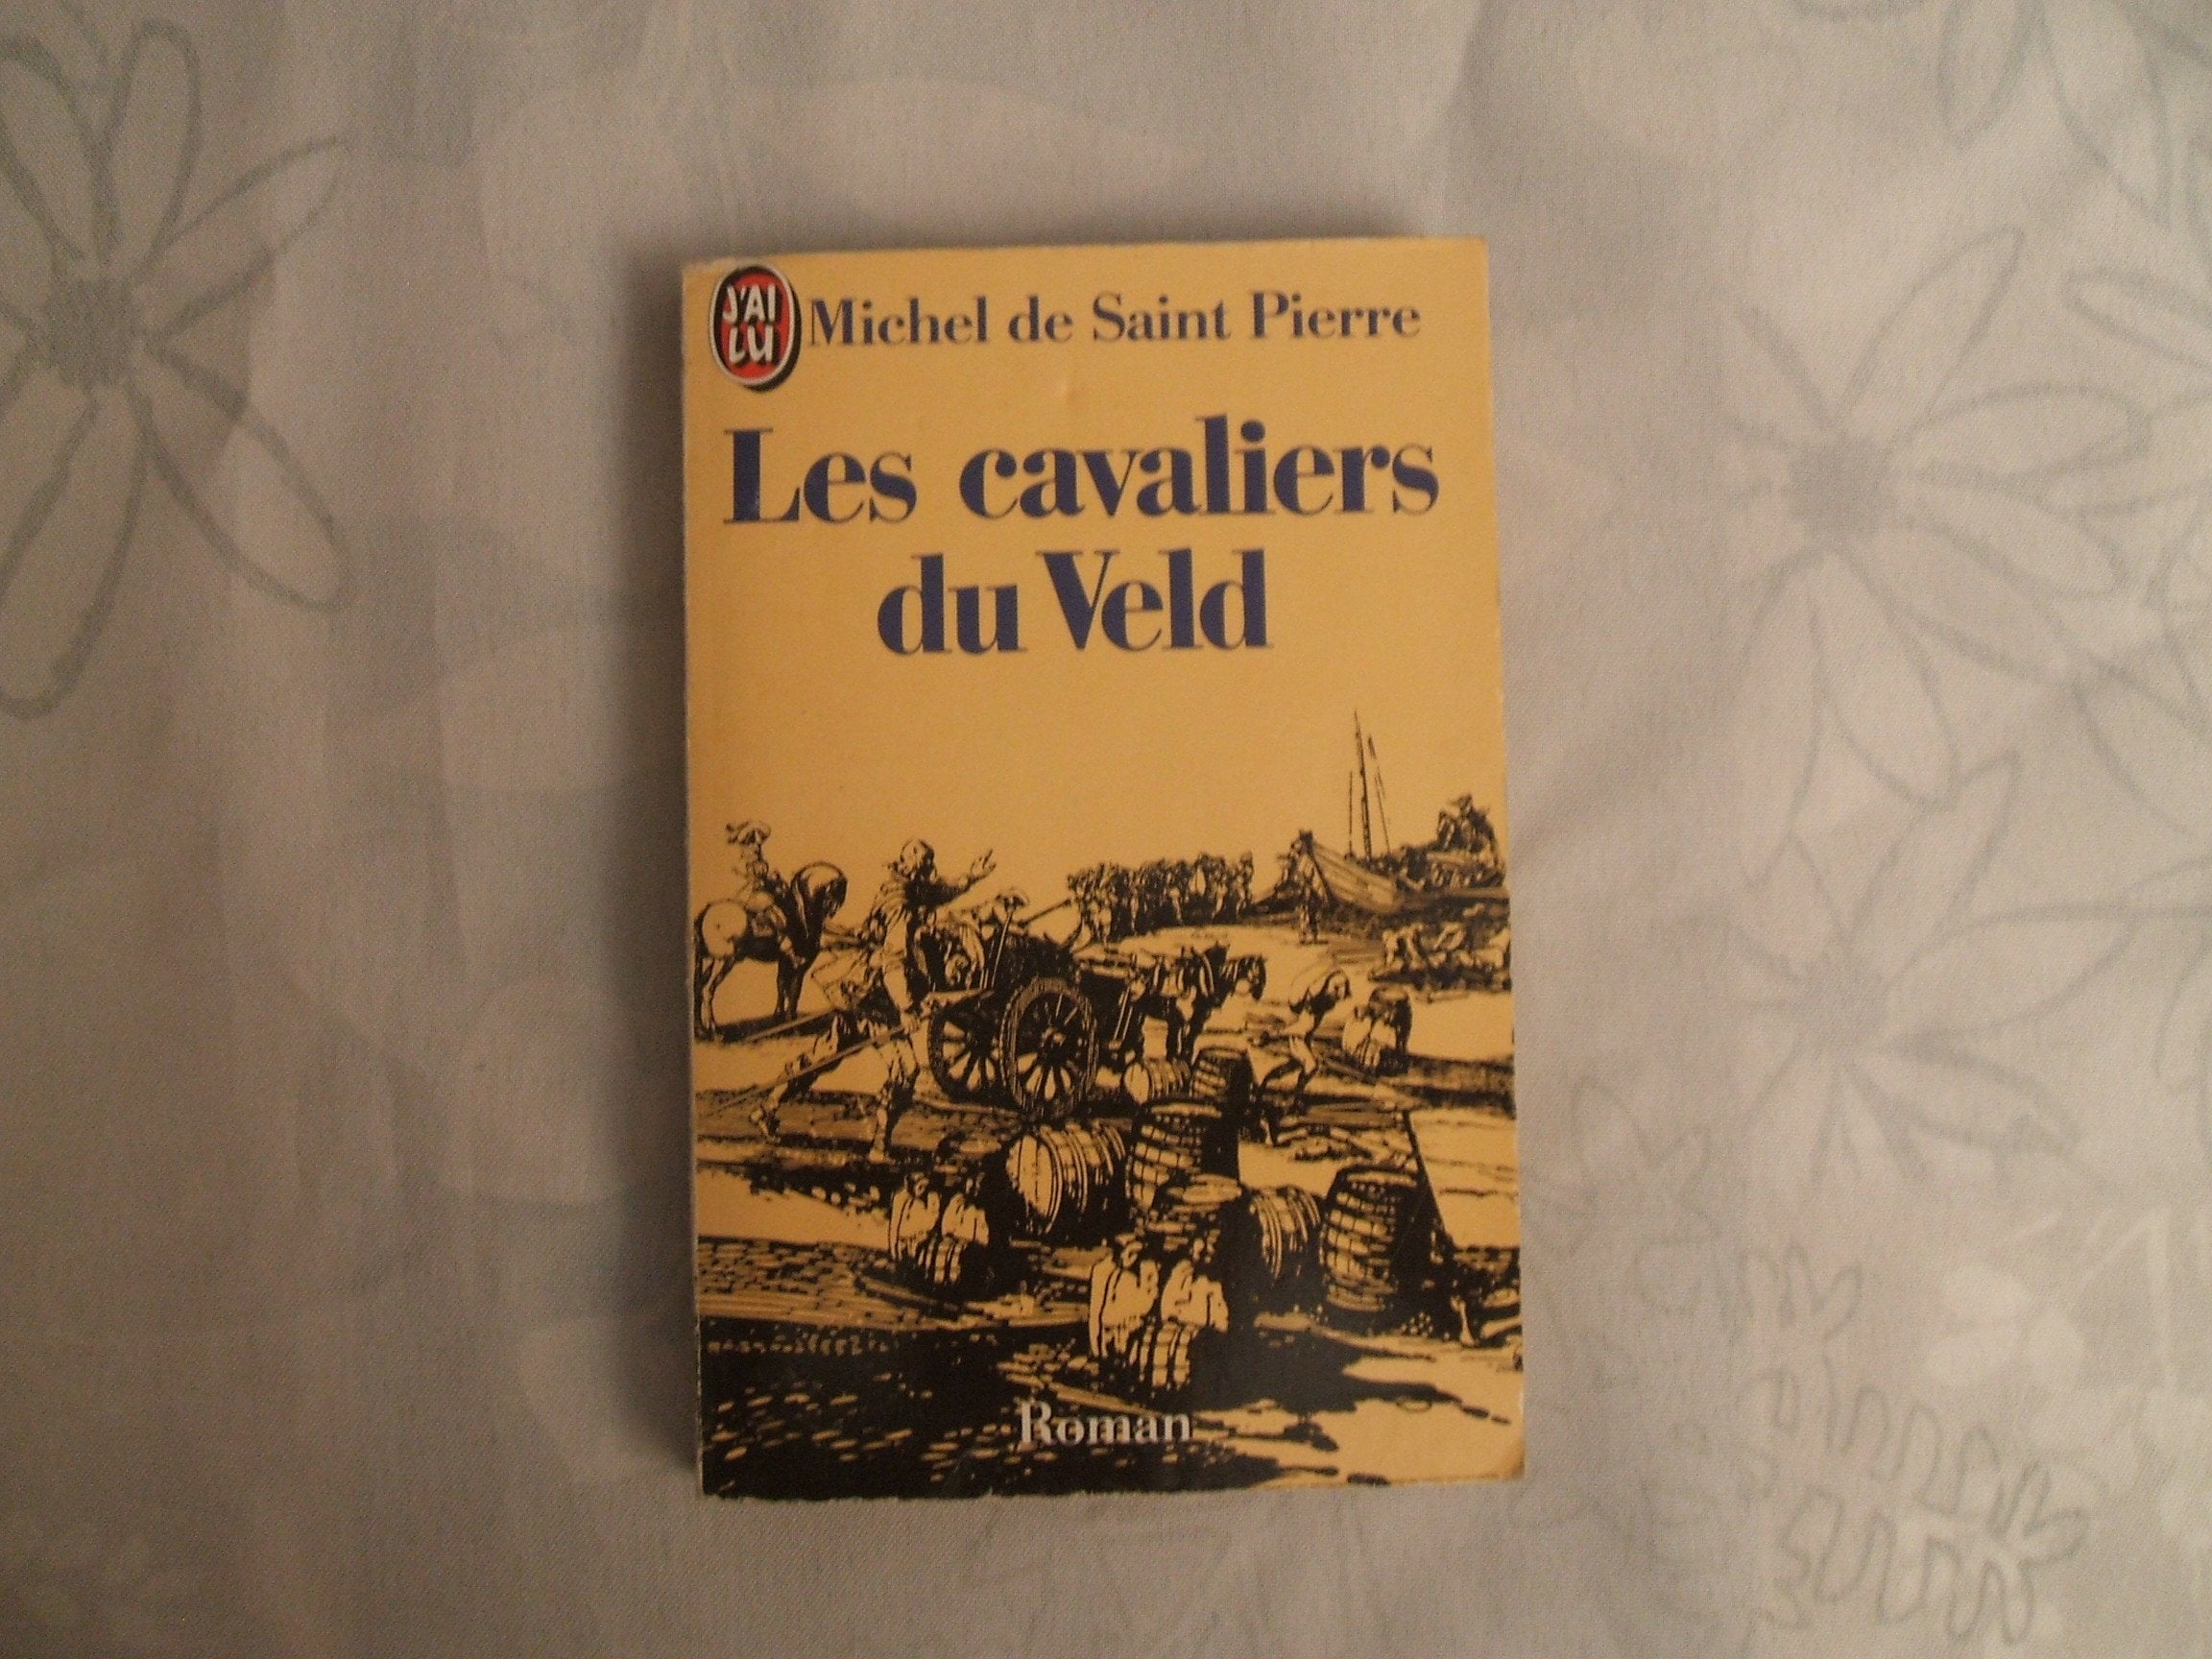 J'AI
LU
Michel de Saint Pierre
Les cavaliers
du Veld
Roman